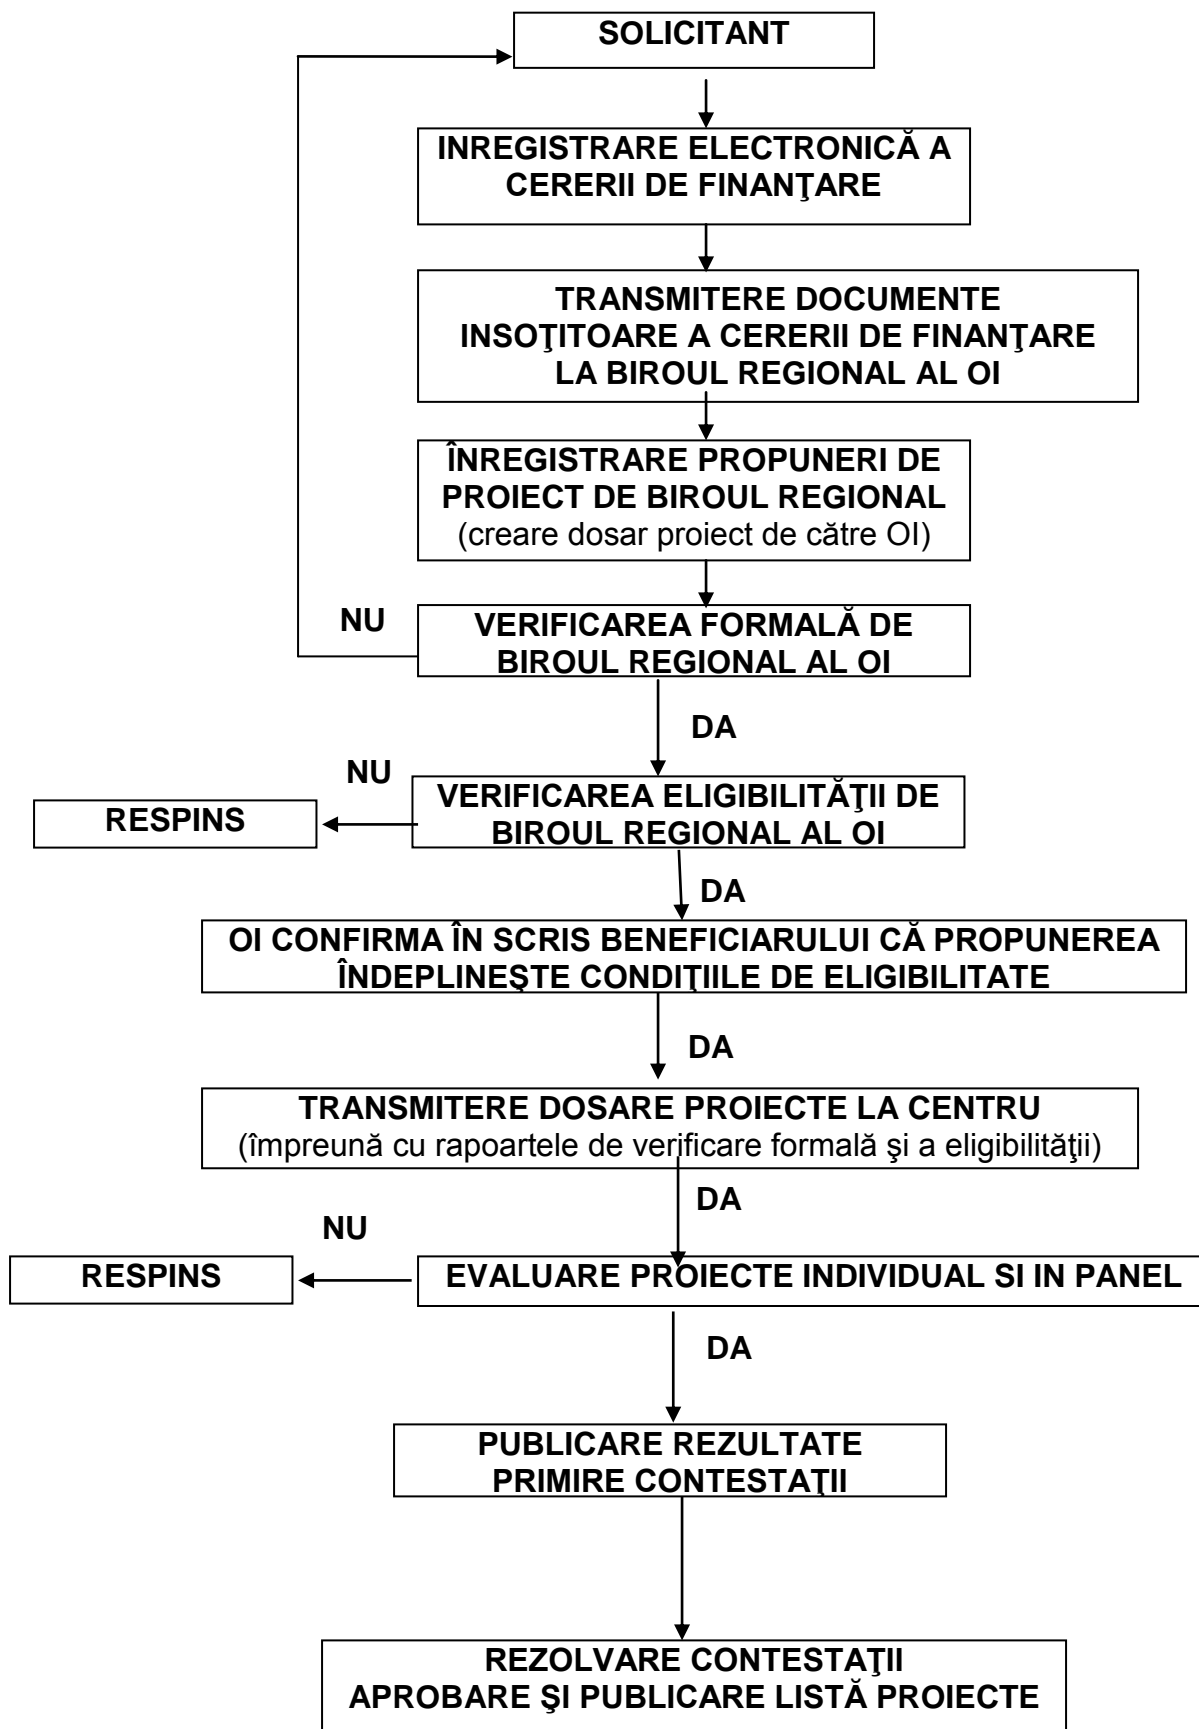 SOLICITANT
INREGISTRARE ELECTRONICĂ A
CERERII DE FINANŢARE
TRANSMITERE DOCUMENTE
INSOŢITOARE A CERERII DE FINANŢARE
LA BIROUL REGIONAL AL OI
ÎNREGISTRARE PROPUNERI DE
PROIECT DE BIROUL REGIONAL
(creare dosar proiect de către OI)
NU
VERIFICAREA FORMALĂ DE
BIROUL REGIONAL AL OI
DA
NU
VERIFICAREA ELIGIBILITĂŢII DE
BIROUL REGIONAL AL OI
RESPINS
DA
OI CONFIRMA ÎN SCRIS BENEFICIARULUI CĂ PROPUNEREA
ÎNDEPLINEŞTE CONDIŢIILE DE ELIGIBILITATE
DA
TRANSMITERE DOSARE PROIECTE LA CENTRU
(împreună cu rapoartele de verificare formală şi a eligibilităţii)
DA
NU
RESPINS
EVALUARE PROIECTE INDIVIDUAL SI IN PANEL
DA
PUBLICARE REZULTATE
PRIMIRE CONTESTAŢII
REZOLVARE CONTESTAŢII
APROBARE ŞI PUBLICARE LISTĂ PROIECTE